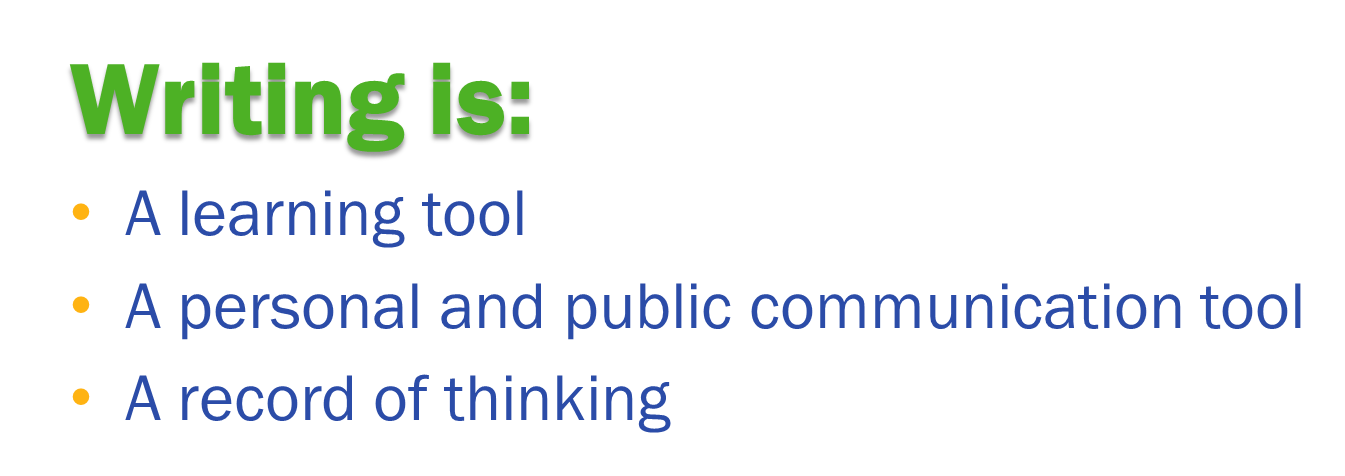 Writing is:
• A learning tool
• A personal and public communication tool
• A record of thinking